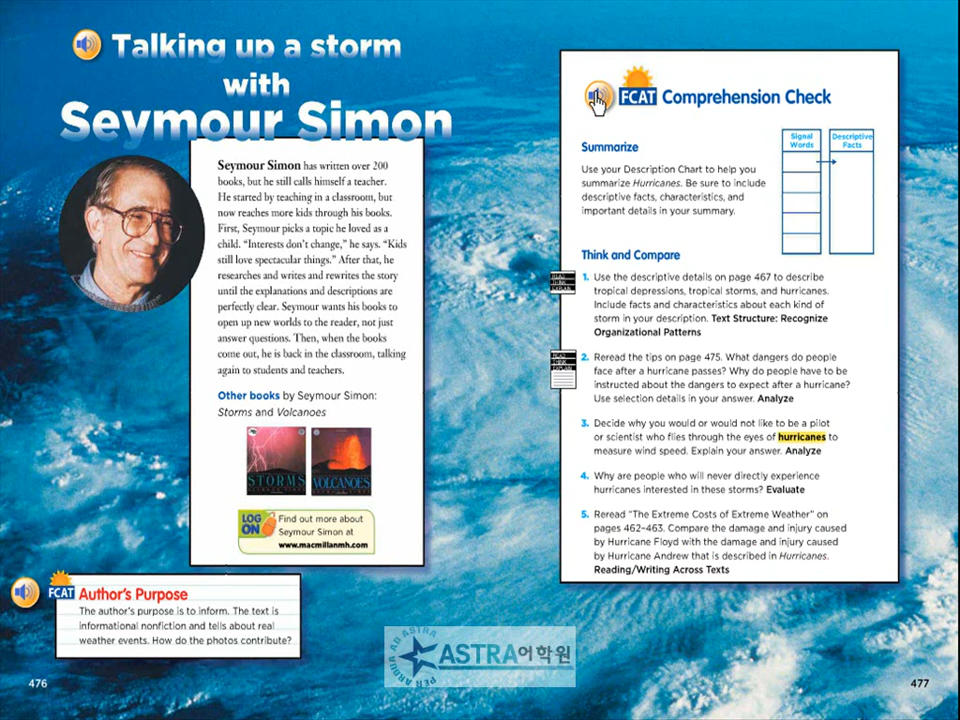 Talking up a storm
with
Seymour Simon
Seymour Simon has written over 200
books, but he still calls himself a teacher.
He started by teaching in a classroom, but
now reaches more kids through his books.
First, Seymour picks a topic he loved as a
child. “Interests don’t change,” he says. “Kids
still love spectacular things.” After that, he
researches and writes and rewrites the story
until the explanations and descriptions are
perfectly clear. Seymour wants his books to
open up new worlds to the reader, not just
answer questions. Then, when the books
come out, he is back in the classroom, talking
again to students and teachers.
Other books by Seymour Simon:
Storms and Volcanoes
STORMS
SEYMOUR SIMON
VOLCANOES
SEYMOUR SIMON
LOG
ON
Find out more about
Seymour Simon at
www.macmillanmh.com
FCAT Author’s Purpose
The author’s purpose is to inform. The text is
informational nonfiction and tells about real
weather events. How do the photos contribute?
476
FCAT Comprehension Check
Summarize
Use your Description Chart to help you
summarize Hurricanes. Be sure to include
descriptive facts, characteristics, and
important details in your summary.
Signal
Words
Descriptive
Facts
Think and Compare
READ
THINK
EXPLAIN
1. Use the descriptive details on page 467 to describe
tropical depressions, tropical storms, and hurricanes.
Include facts and characteristics about each kind of
storm in your description. Text Structure: Recognize
Organizational Patterns
READ
THINK
EXPLAIN
2. Reread the tips on page 475. What dangers do people
face after a hurricane passes? Why do people have to be
instructed about the dangers to expect after a hurricane?
Use selection details in your answer. Analyze
3. Decide why you would or would not like to be a pilot
or scientist who flies through the eyes of hurricanes to
measure wind speed. Explain your answer. Analyze
4. Why are people who will never directly experience
hurricanes interested in these storms? Evaluate
5. Reread “The Extreme Costs of Extreme Weather” on
pages 462–463. Compare the damage and injury caused
by Hurricane Floyd with the damage and injury caused
by Hurricane Andrew that is described in Hurricanes.
Reading/Writing Across Texts
477
PER ARDUA AD ASTRA
ASTRA어학원